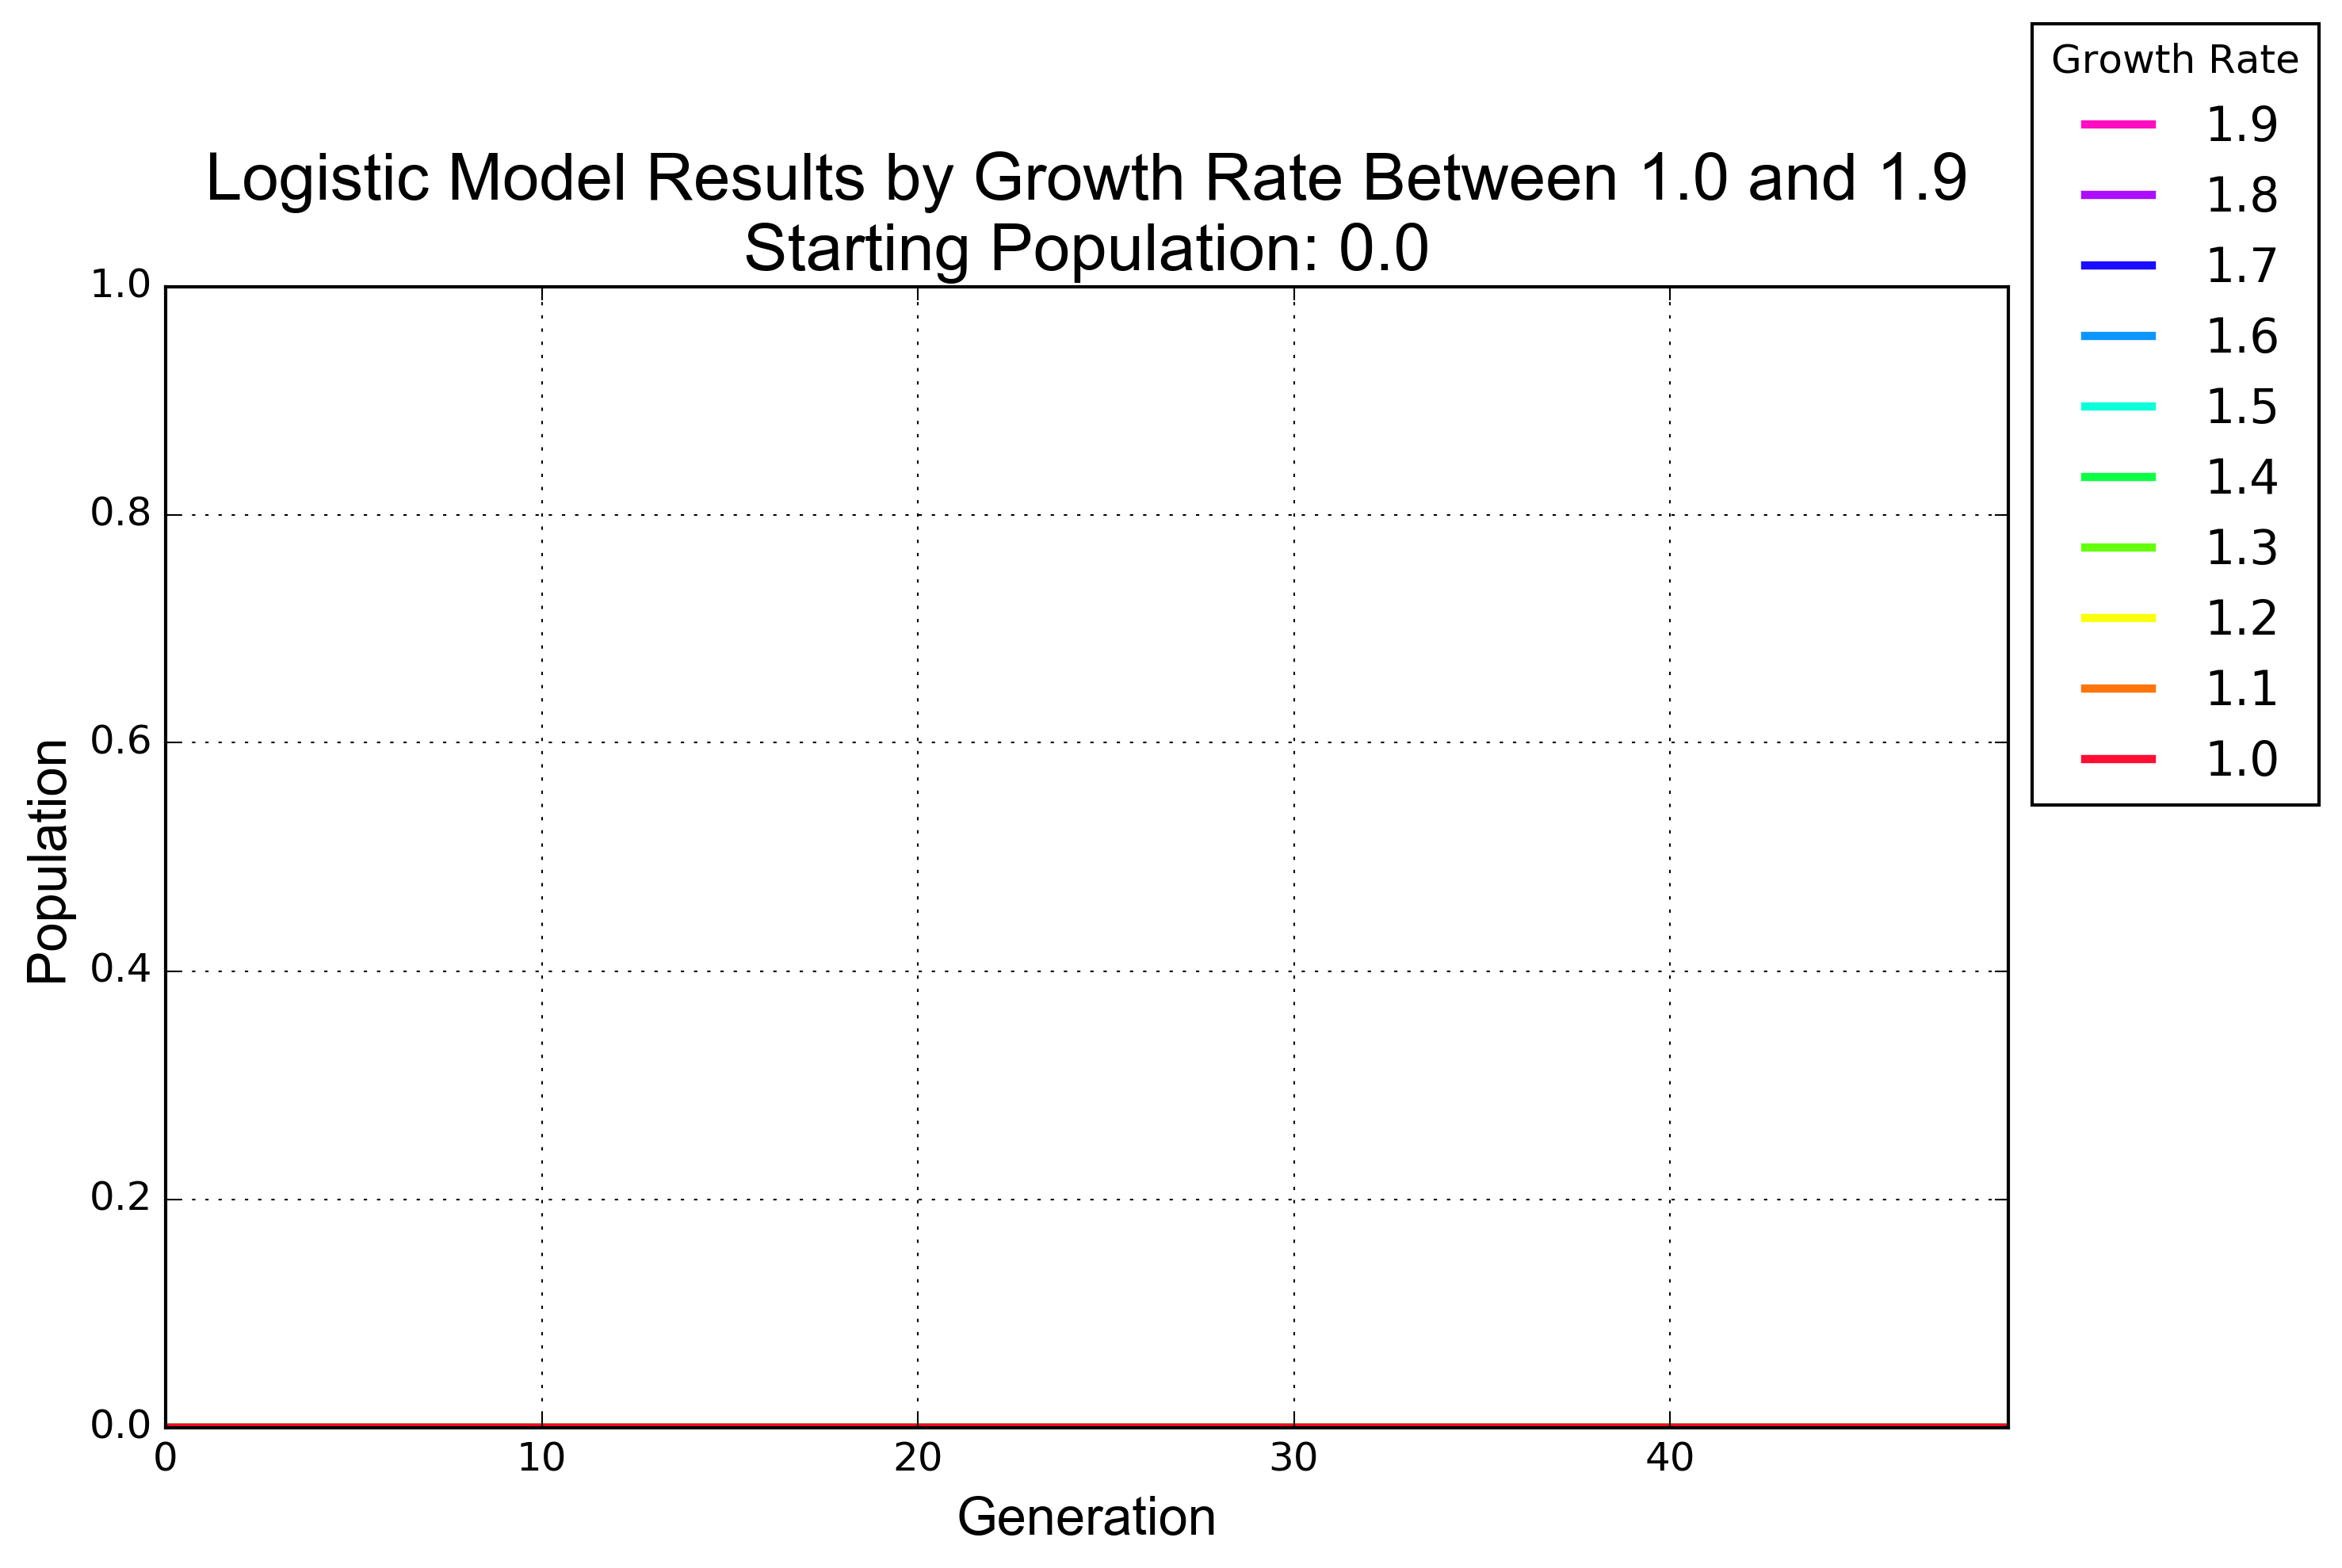 Growth Rate
1.9
1.8
1.7
1.6
1.5
1.4
1.3
1.2
1.1
1.0
Logistic Model Results by Growth Rate Between 1.0 and 1.9
Starting Population: 0.0
1.0
0.8
0.6
0.4
0.2
0.0
Population
0 10 20 30 40
Generation